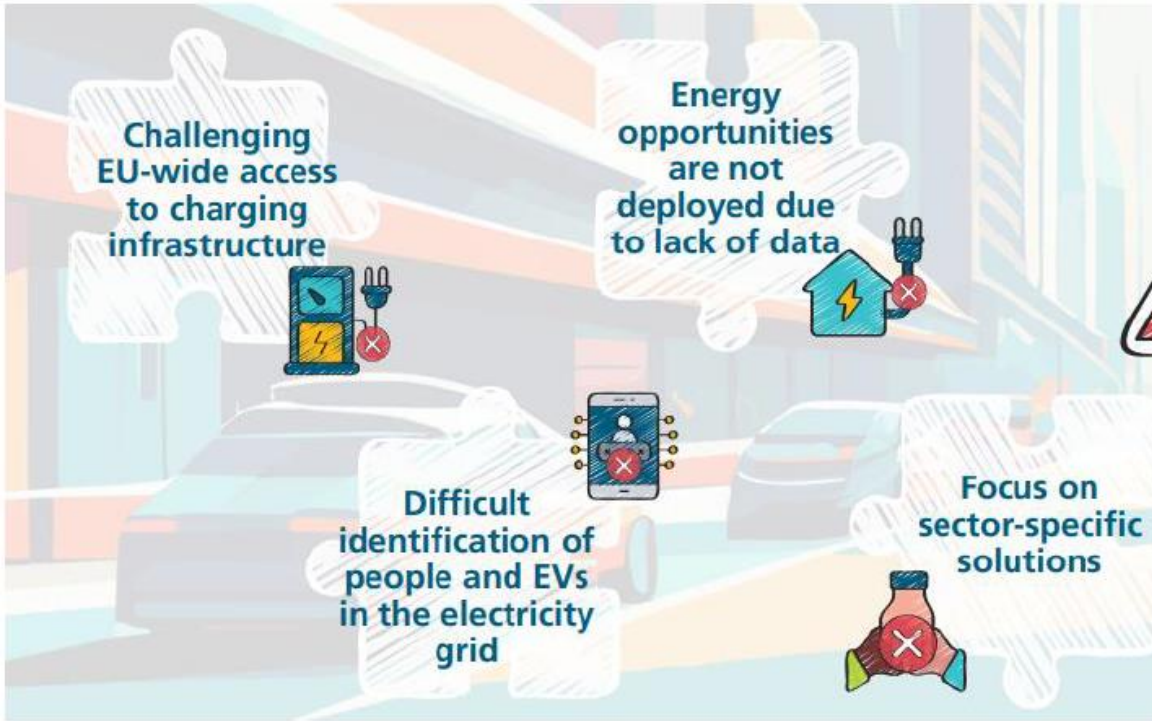 Challenging
EU-wide access
to charging
infrastructure
Energy
opportunities
are not
deployed due
to lack of data
Difficult
identification of
people and EVs
in the electricity
grid
Focus on
sector-specific
solutions